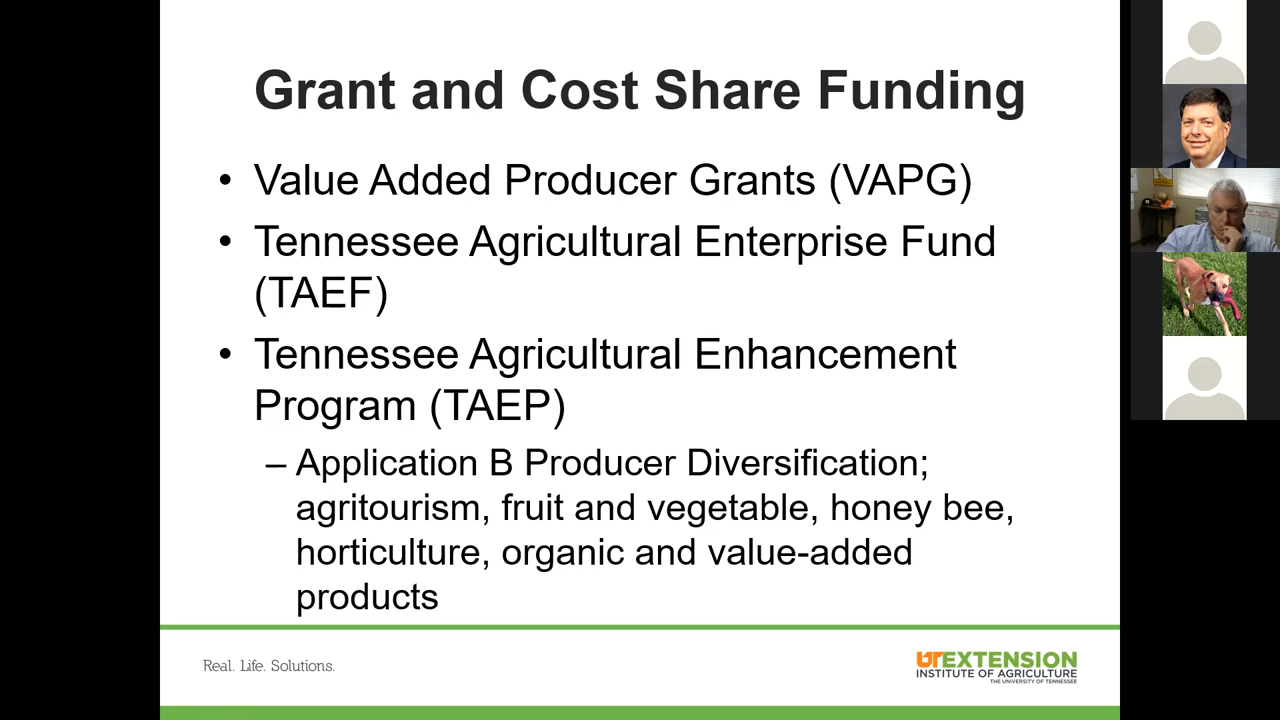 Grant and Cost Share Funding
• Value Added Producer Grants (VAPG)
• Tennessee Agricultural Enterprise Fund
(TAEF)
• Tennessee Agricultural Enhancement
Program (TAEP)
– Application B Producer Diversification;
agritourism, fruit and vegetable, honey bee,
horticulture, organic and value-added
products
Real. Life. Solutions.
UT EXTENSION
INSTITUTE OF AGRICULTURE
THE UNIVERSITY OF TENNESSEE